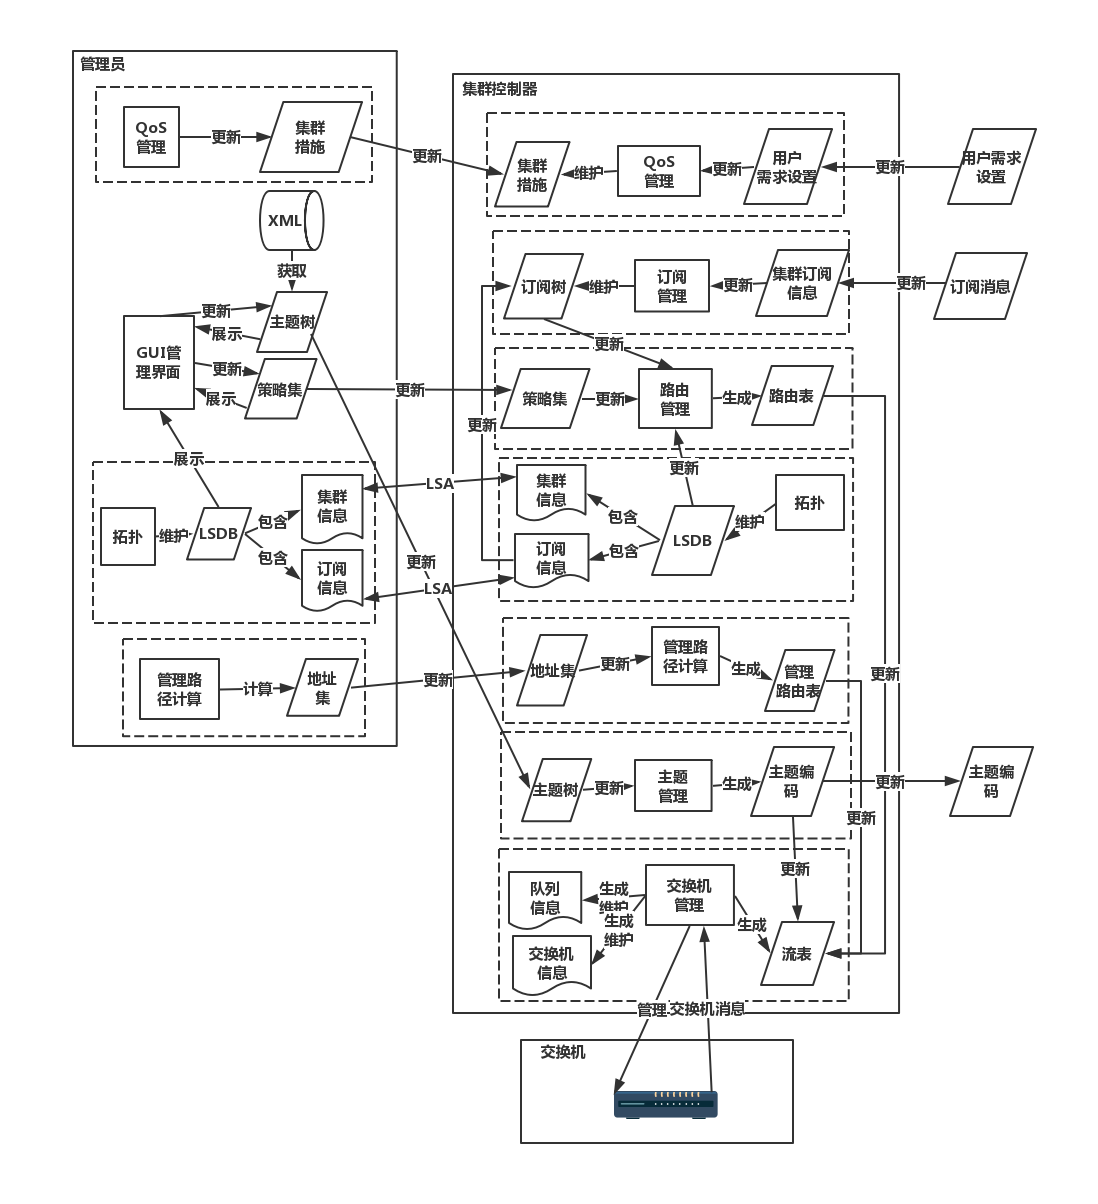 管理员
QoS
管理
更新
集群
措施
更新
XML
获取
更新
主题树
展示
GUI管
理界面
更新
策略集
展示
更新
展示
拓扑
维护
LSDB
包含
集群
信息
包含
订阅
信息
LSA
更新
LSA
管理路
径计算
计算
地址
集
更新
集群控制器
集群
措施
维护
QoS
管理
更新
用户
需求设置
更新
用户需求
设置
订阅树
维护
订阅
管理
更新
集群订阅
信息
更新
订阅消息
更新
策略集
更新
路由
管理
生成
路由表
更新
更新
集群
信息
包含
订阅
信息
包含
LSDB
维护
拓扑
地址集
更新
管理路
径计算
生成
管理
路由表
更新
主题树
更新
主题
管理
生成
主题编
码
更新
主题编
码
更新
更新
队列
信息
生成
维护
生成
维护
交换机
管理
生成
交换机
信息
流表
管理
交换机消息
交换机